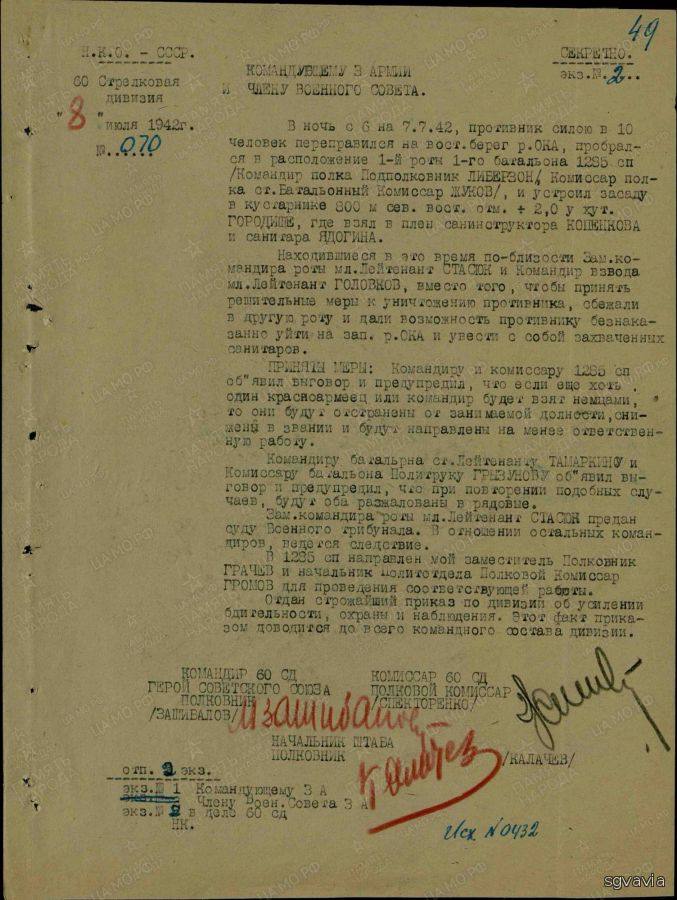 49
Н.К.О. - СССР.
СЕКРЕТНО.
экз.№.2..
60 Стрелковая
дивизия
"8" июля 1942г.
№.070
КОМАНДУЩЕМУ 3 АРМИИ
И ЧЛЕНУ ВОЕННОГО СОВЕТА.
В ночь с 6 на 7.7.42, противник силою в 10
человек переправился на вост.берег р.ОКА, пробрал-
ся в расположение 1-й роты 1-го батальона 1285 сп
/Командир полка Подполковник ЛИБЕРЗОН/, Комиссар пол-
ка ст.Батальонный Комиссар ЖУКОВ/, и устроил засаду
в кустарнике 800 м сев. вост. отм. + 2,0 у хут.
ГОРОДИЩЕ, где взял в плен санинструктора КОПЕНКОВА
и санитара ЯДОГИНА.
Находившиеся в это время по-близости Зам.ко-
мандира роты мл.Лейтенант СТАСЮК и Командир взвода
мл.Лейтенант ГОЛОВКОВ, вместо того, чтобы принять
решительные меры к уничтожению противника, сбежали
в другую роту и дали возможность противнику безнака-
занно уйти на зап. р.ОКА и увести с собой захваченных
санитаров.
ПРИНЯТЫ МЕРЫ: Командиру и комиссару 1285 сп
об"явил выговор и предупредил, что если еще хоть
один красноармеец или командир будет взят немцами,
то они будут отстранены от занимаемой долности,сни-
жены в звании и будут направлены на менее ответствен-
ную работу.
Командиру батальрна ст.Лейтенанту ТАМАРКИНУ и
Комиссару батальона Политруку ГРЫЗУНОВУ об"явил вы-
говор и предупредил, что при повторении подобных слу-
чаев, будут оба разжалованы в рядовые.
Зам.командира роты мл.Лейтенант СТАСЮК предан
суду Военного трибунала. В отношении остальных коман-
диров, ведется следствие.
В 1285 сп направлен мой заместитель Полковник
ГРАЧЕВ и начальник Политотдела Полковой Комиссар
ГРОМОВ для проведения соответствующей работы.
Отдан строжайший приказ по дивизии об усилении
бдительности, охраны и наблюдения. Этот факт прика-
зом доводится до всего командного состава дивизии.
КОМАНДИР 60 СД
ГЕРОЙ СОВЕТСКОГО СОЮЗА
ПОЛКОВНИК
/ЗАШИБАЛОВ/
КОМИССАР 60 СД
ПОЛКОВОЙ КОМИССАР
/СПЕКТОРЕНКО/
НАЧАЛЬНИК ШТАБА
ПОЛКОВНИК
/КАЛАЧЕВ/
отп. 2 экз.
экз.№ 1 Командующему 3 А
Члену Воен.Совета 3 А
экз.№ 2 в дело 60 сд
НК.
Исх N0432
sgvavia